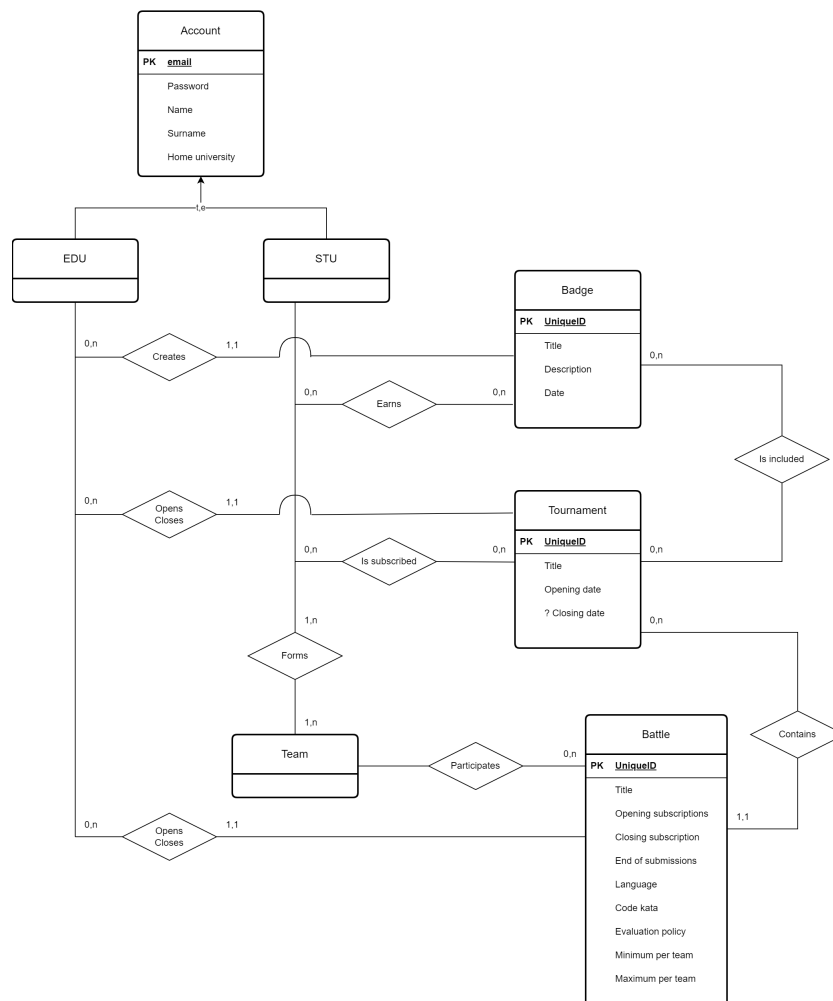 Account
PK email
Password
Name
Surname
Home university
t,e
EDU
STU
Badge
PK UniqueID
Title
Description
Date
0,n
Creates
1,1
0,n
0,n
Earns
0,n
Is included
0,n
Opens
Closes
1,1
Tournament
PK UniqueID
Title
Opening date
? Closing date
0,n
Is subscribed
0,n
0,n
1,n
0,n
Forms
1,n
Team
Participates
0,n
Contains
Battle
PK UniqueID
Title
Opening subscriptions
Closing subscription
End of submissions
Language
Code kata
Evaluation policy
Minimum per team
Maximum per team
1,1
0,n
Opens
Closes
1,1